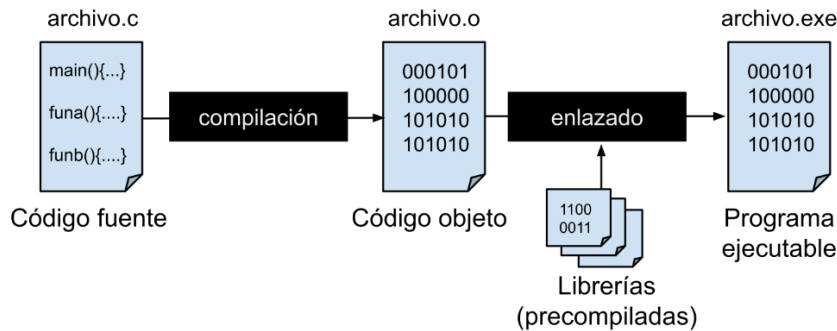 archivo.c
archivo.o
archivo.exe
main(){...}
funa(){....}
funb(){....}
compilación
000101
100000
101010
101010
enlazado
000101
100000
101010
101010
Código fuente
Código objeto
1100
0011
Librerías
(precompiladas)
Programa
ejecutable